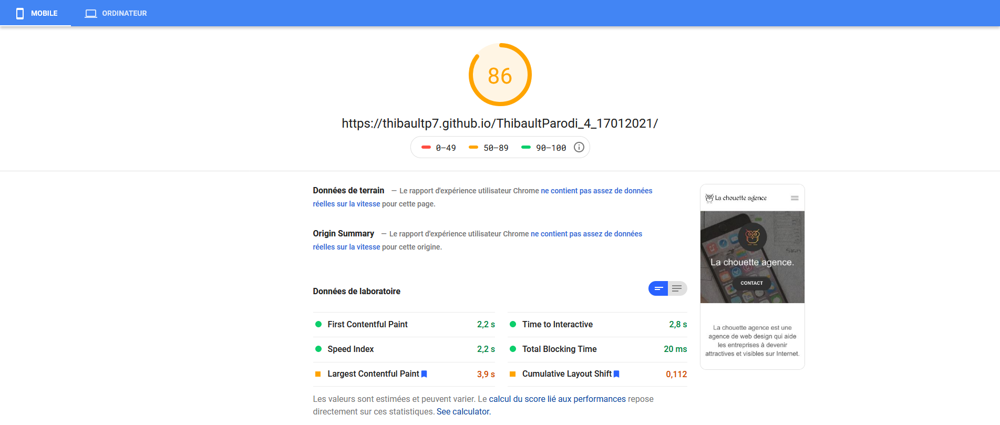 MOBILE
ORDINATEUR
86
https://thibaultp7.github.io/ThibaultParodi_4_17012021/
0–49 50–89 90–100
Données de terrain — Le rapport d'expérience utilisateur Chrome ne contient pas assez de données
réelles sur la vitesse pour cette page.
Origin Summary — Le rapport d'expérience utilisateur Chrome ne contient pas assez de données
réelles sur la vitesse pour cette origine.
Données de laboratoire
First Contentful Paint 2,2 s
Time to Interactive 2,8 s
Speed Index 2,2 s
Total Blocking Time 20 ms
Largest Contentful Paint 3,9 s
Cumulative Layout Shift 0,112
Les valeurs sont estimées et peuvent varier. Le calcul du score lié aux performances repose
directement sur ces statistiques. See calculator.
La chouette agence
La chouette agence.
CONTACT
La chouette agence est une
agence de web design qui aide
les entreprises à devenir
attractives et visibles sur Internet.